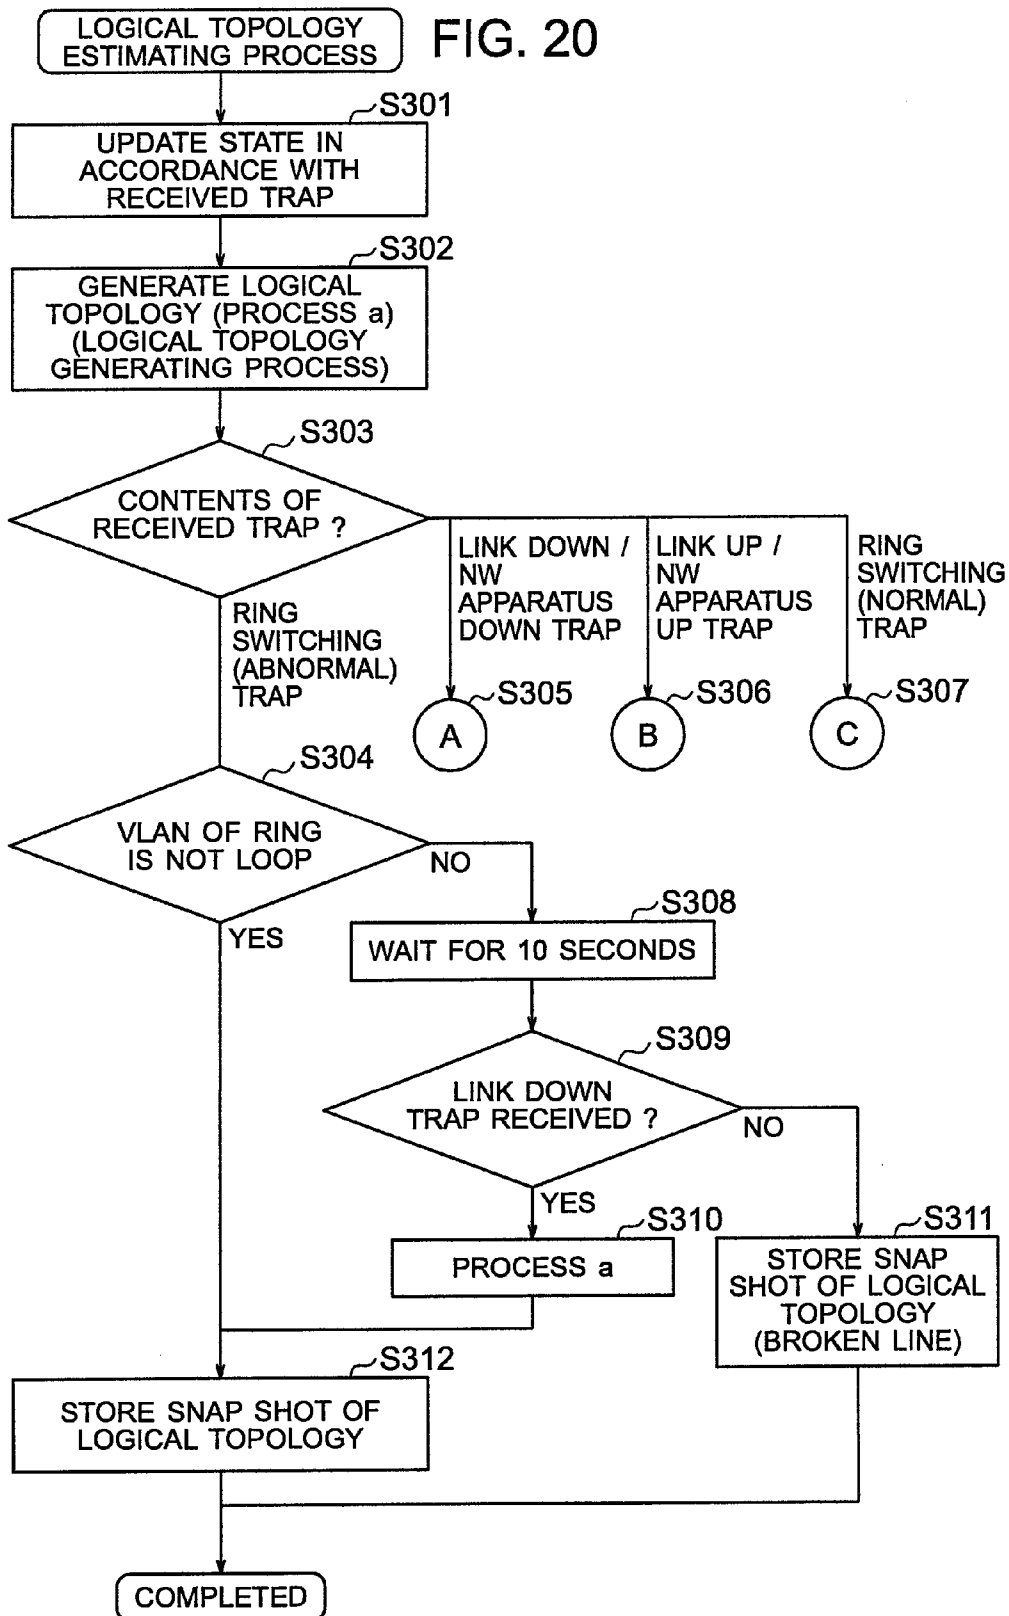 LOGICAL TOPOLOGY
ESTIMATING PROCESS
FIG. 20
S301
UPDATE STATE IN
ACCORDANCE WITH
RECEIVED TRAP
S302
GENERATE LOGICAL
TOPOLOGY (PROCESS a)
(LOGICAL TOPOLOGY
GENERATING PROCESS)
S303
CONTENTS OF
RECEIVED TRAP ?
LINK DOWN /
NW
APPARATUS
DOWN TRAP
LINK UP /
NW
APPARATUS
UP TRAP
RING
SWITCHING
(NORMAL)
TRAP
RING
SWITCHING
(ABNORMAL)
TRAP
S305
A
S306
B
S307
C
S304
VLAN OF RING
IS NOT LOOP
NO
YES
S308
WAIT FOR 10 SECONDS
S309
LINK DOWN
TRAP RECEIVED ?
NO
YES
S310
PROCESS a
S311
STORE SNAP
SHOT OF LOGICAL
TOPOLOGY
(BROKEN LINE)
S312
STORE SNAP SHOT OF
LOGICAL TOPOLOGY
COMPLETED